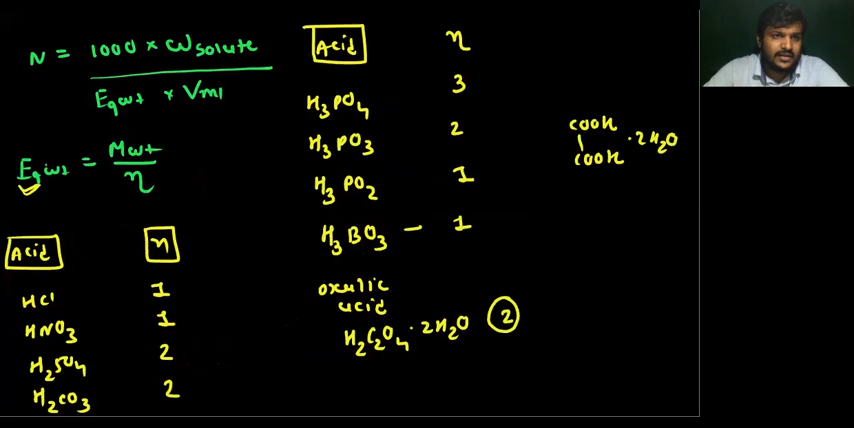 N = 1000 × Wsolute / Eqwt × Vml
Eqwt = Mwt / η
Acid η
HCl 1
HNO3 1
H2SO4 2
H2CO3 2
Acid η
H3PO4 3
H3PO3 2
H3PO2 1
H3BO3 – 1
oxalic
acid
H2C2O4·2H2O 2
COOH
COOH ·2H2O